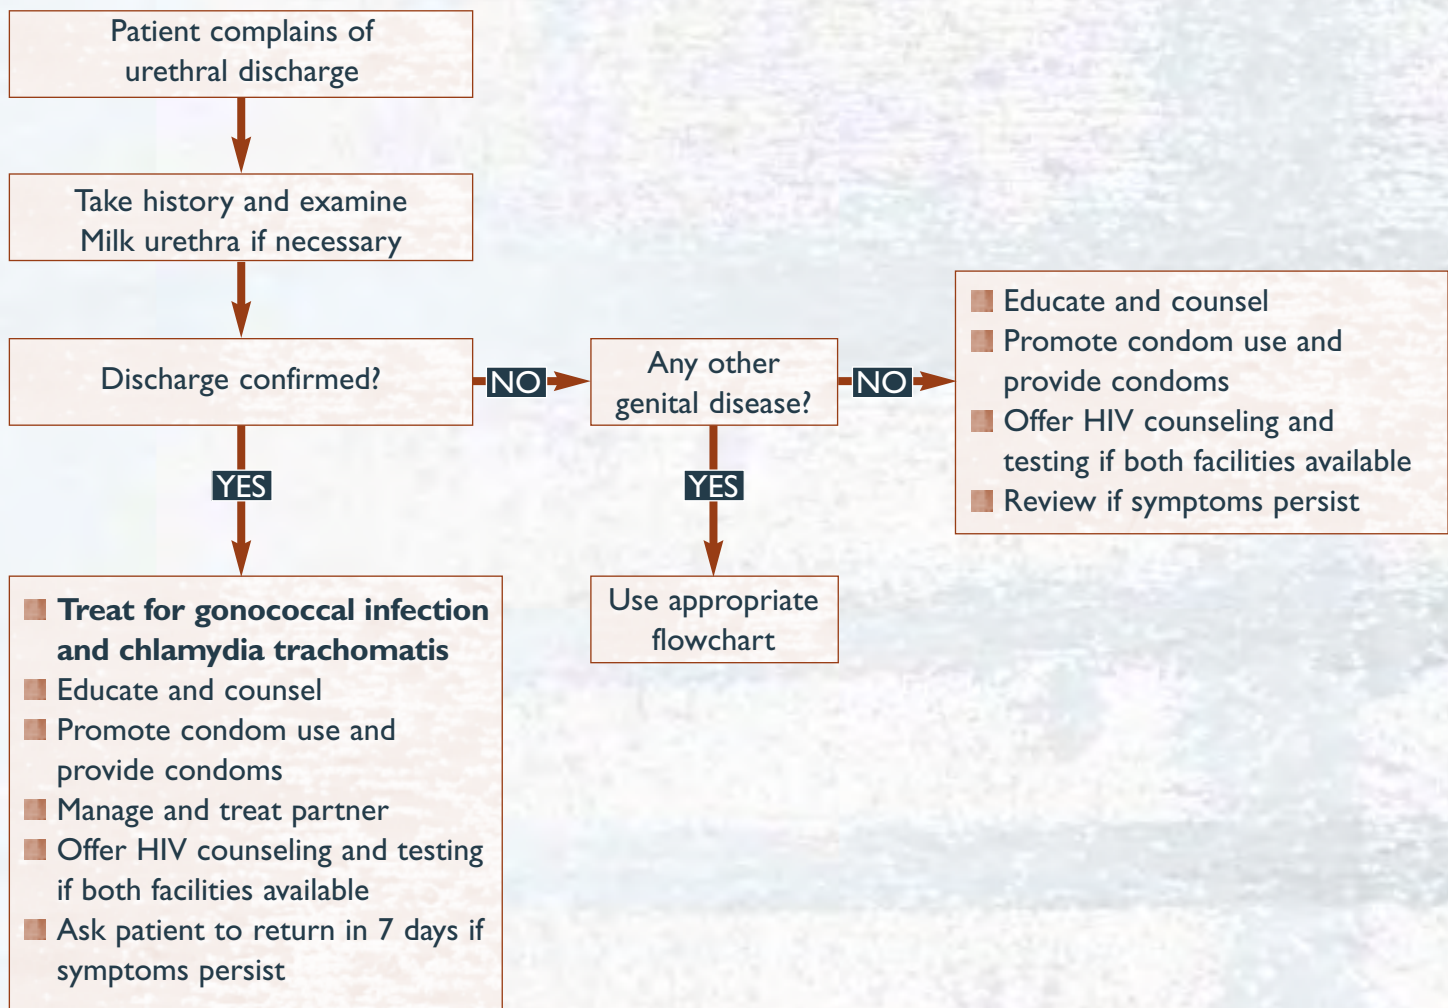 Patient complains of
urethral discharge
Take history and examine
Milk urethra if necessary
Discharge confirmed?
NO
Any other
genital disease?
NO
Educate and counsel
Promote condom use and
provide condoms
Offer HIV counseling and
testing if both facilities available
Review if symptoms persist
YES
YES
Treat for gonococcal infection
and chlamydia trachomatis
Educate and counsel
Promote condom use and
provide condoms
Manage and treat partner
Offer HIV counseling and testing
if both facilities available
Ask patient to return in 7 days if
symptoms persist
Use appropriate
flowchart